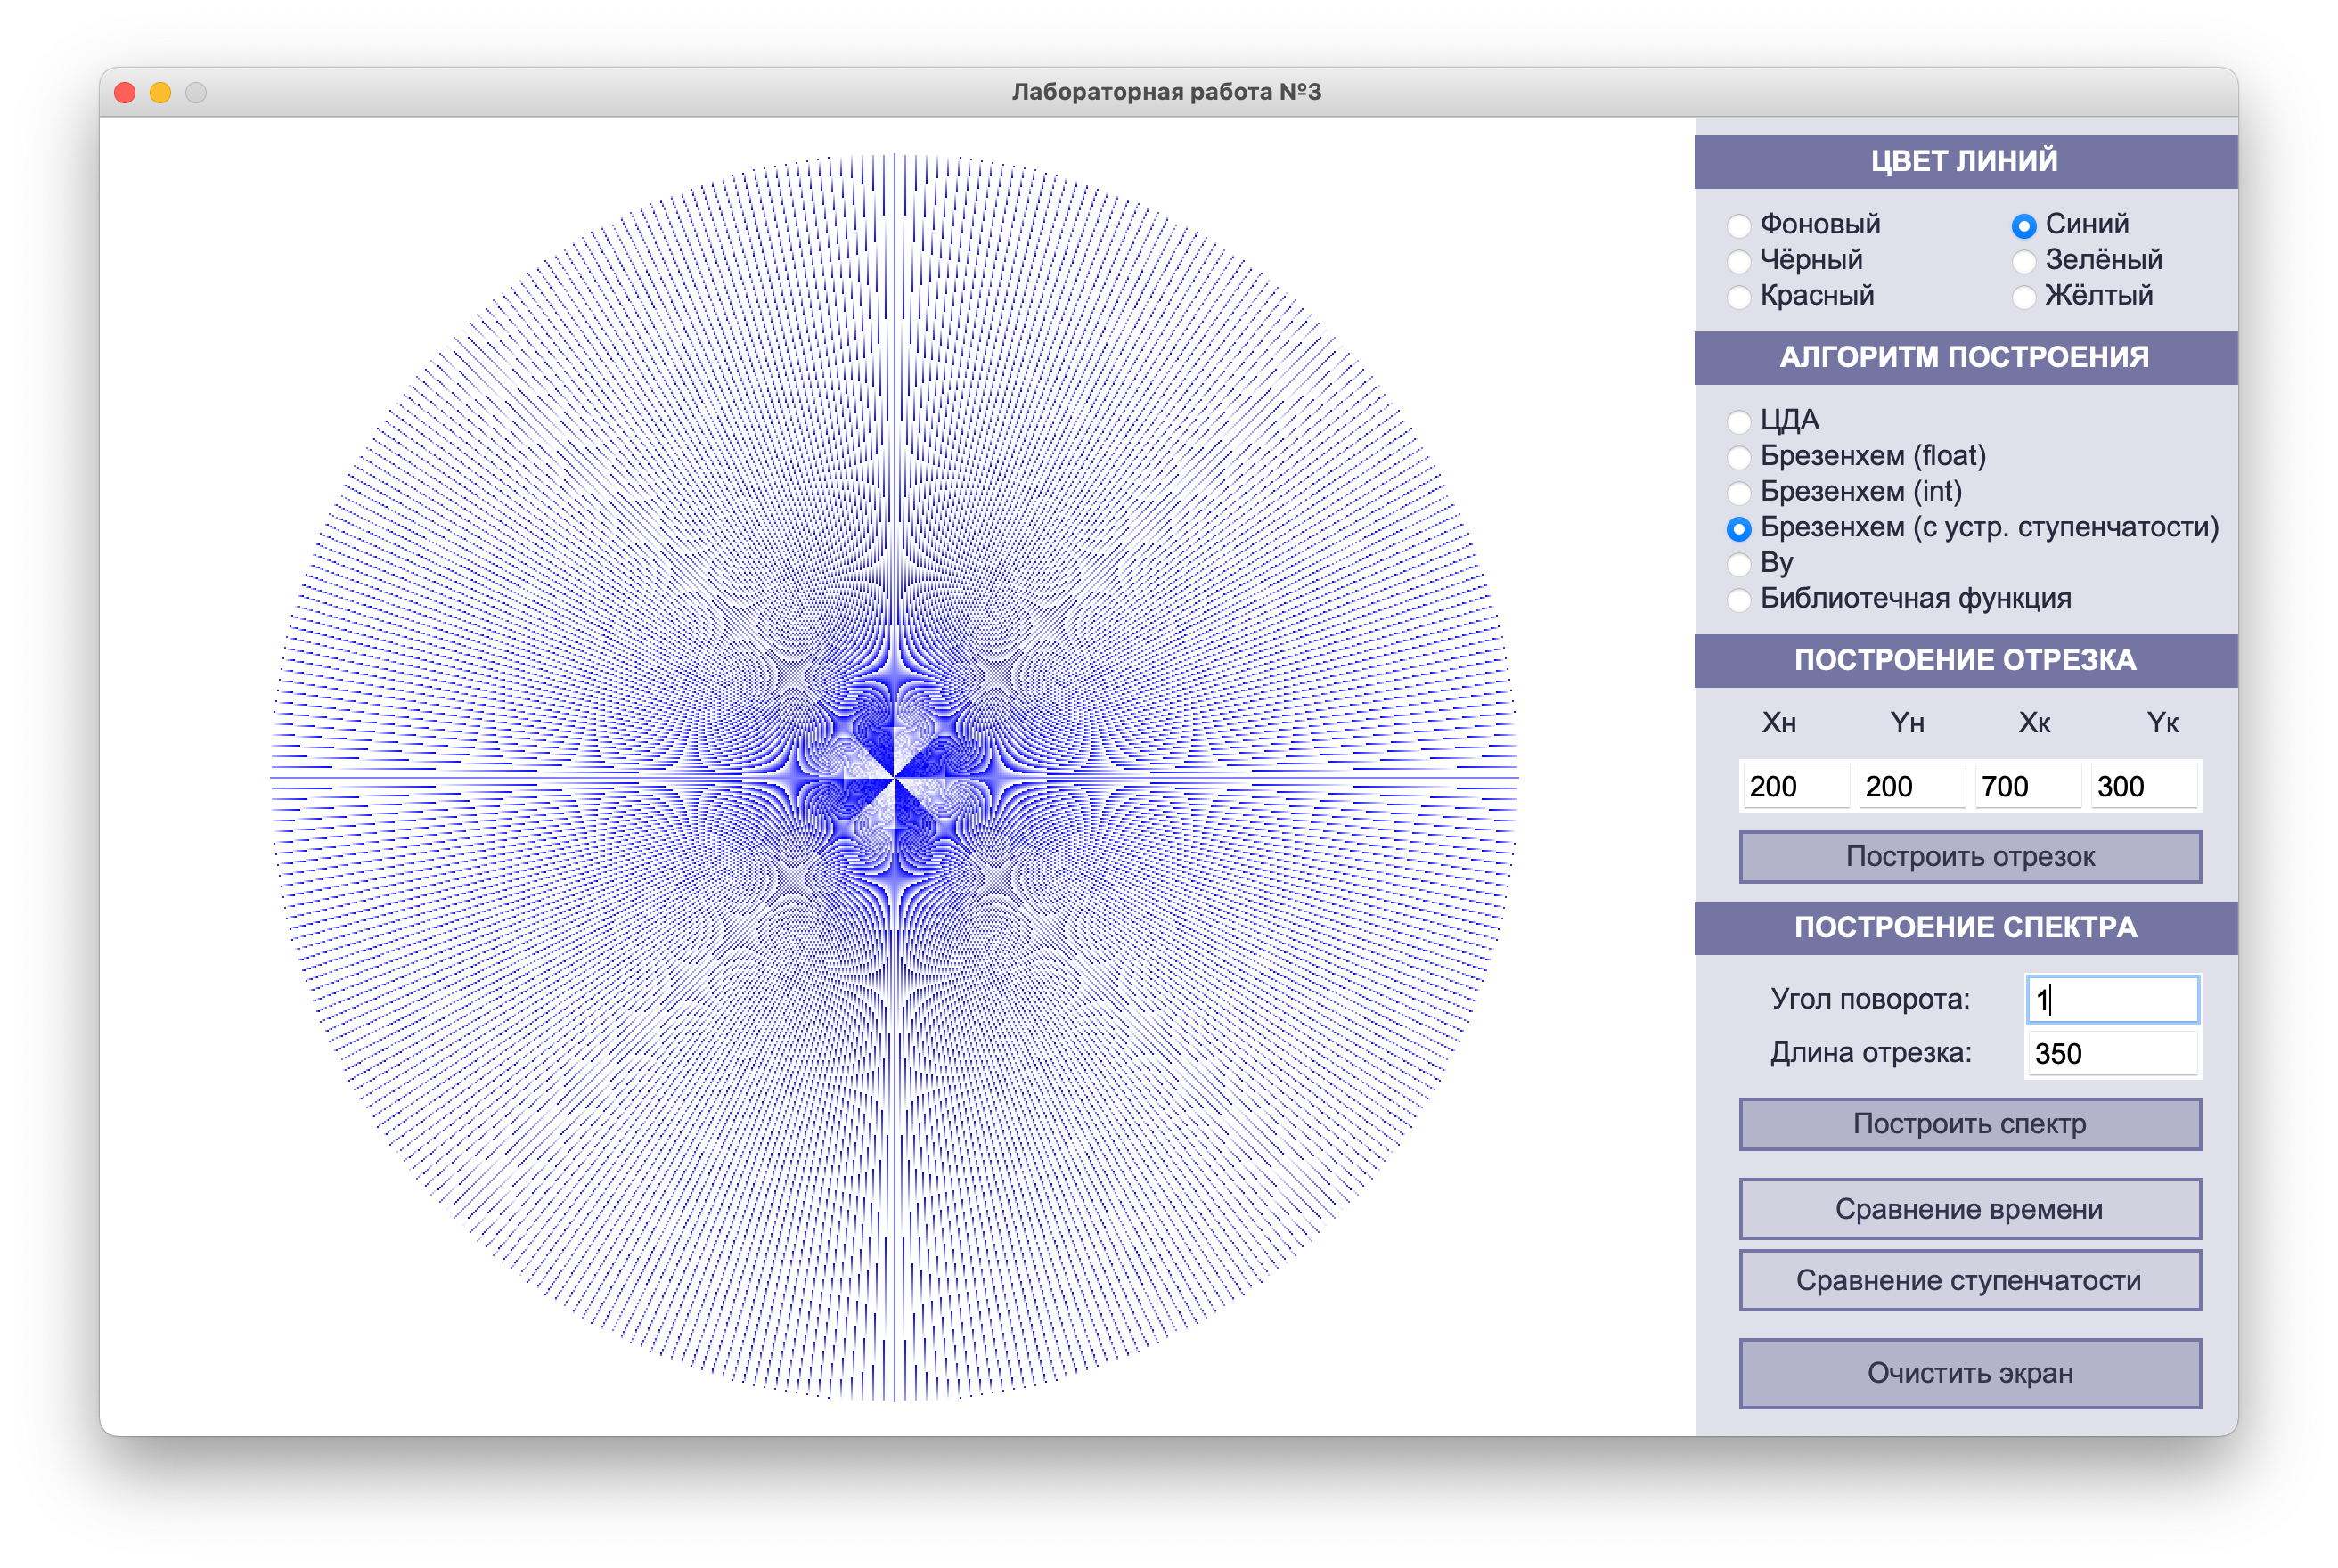 Лабораторная работа №3
ЦВЕТ ЛИНИЙ
Фоновый Синий
Чёрный Зелёный
Красный Жёлтый
АЛГОРИТМ ПОСТРОЕНИЯ
ЦДА
Брезенхем (float)
Брезенхем (int)
Брезенхем (с устр. ступенчатости)
Ву
Библиотечная функция
ПОСТРОЕНИЕ ОТРЕЗКА
Xн Yн Xк Yк
200 200 700 300
Построить отрезок
ПОСТРОЕНИЕ СПЕКТРА
Угол поворота: 1
Длина отрезка: 350
Построить спектр
Сравнение времени
Сравнение ступенчатости
Очистить экран